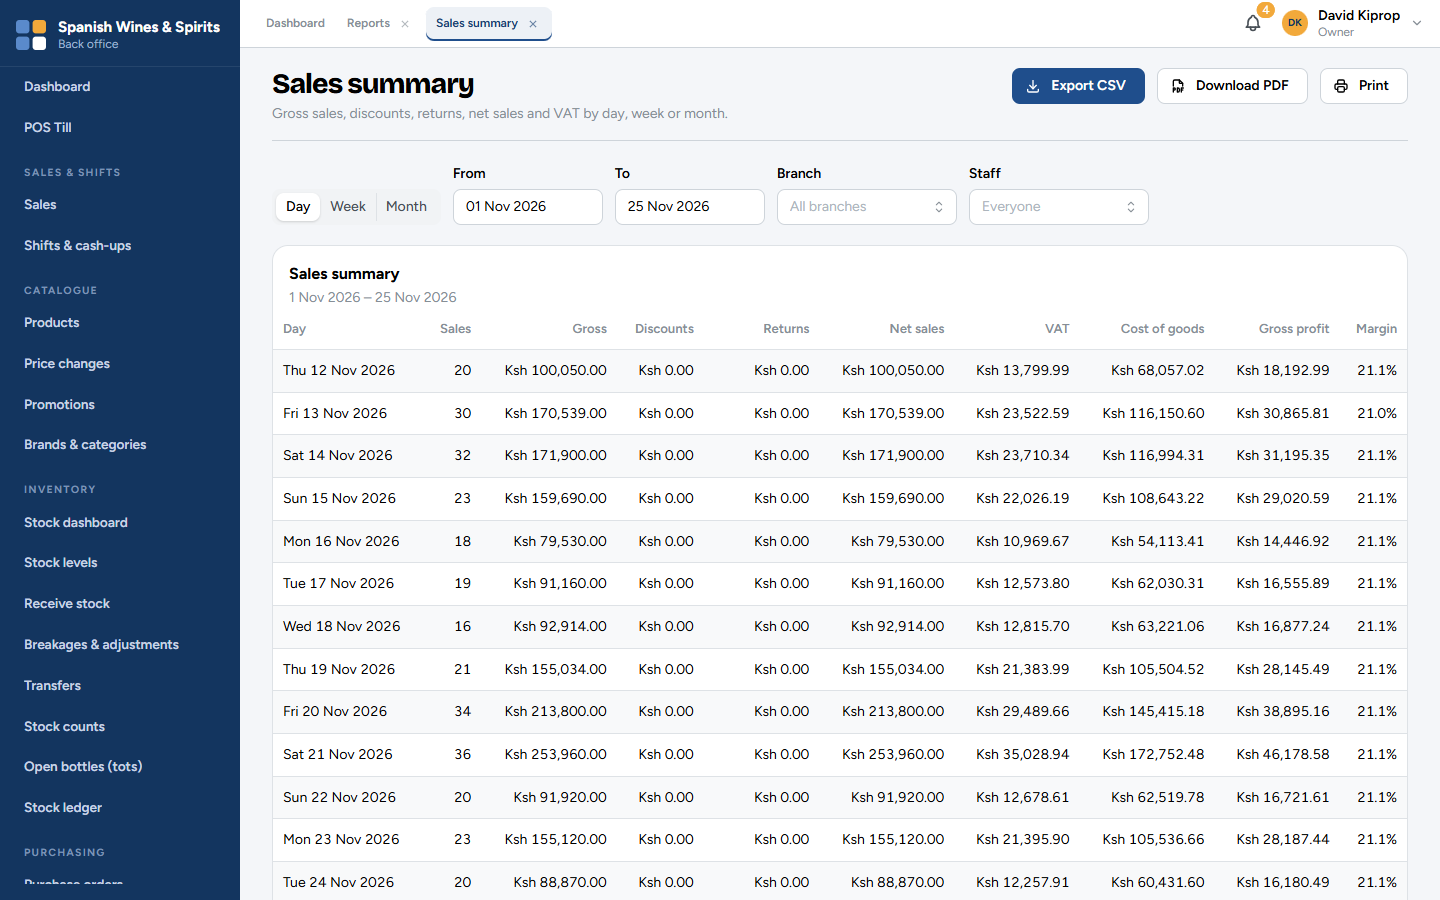 Spanish Wines & Spirits
Back office
Dashboard
POS Till
SALES & SHIFTS
Sales
Shifts & cash-ups
CATALOGUE
Products
Price changes
Promotions
Brands & categories
INVENTORY
Stock dashboard
Stock levels
Receive stock
Breakages & adjustments
Transfers
Stock counts
Open bottles (tots)
Stock ledger
PURCHASING
Purchase orders
Dashboard Reports Sales summary
4
DK
David Kiprop
Owner
Sales summary
Gross sales, discounts, returns, net sales and VAT by day, week or month.
Export CSV Download PDF Print
Day Week Month
From
01 Nov 2026
To
25 Nov 2026
Branch
All branches
Staff
Everyone
Sales summary
1 Nov 2026 – 25 Nov 2026
Day Sales Gross Discounts Returns Net sales VAT Cost of goods Gross profit Margin
Thu 12 Nov 2026 20 Ksh 100,050.00 Ksh 0.00 Ksh 0.00 Ksh 100,050.00 Ksh 13,799.99 Ksh 68,057.02 Ksh 18,192.99 21.1%
Fri 13 Nov 2026 30 Ksh 170,539.00 Ksh 0.00 Ksh 0.00 Ksh 170,539.00 Ksh 23,522.59 Ksh 116,150.60 Ksh 30,865.81 21.0%
Sat 14 Nov 2026 32 Ksh 171,900.00 Ksh 0.00 Ksh 0.00 Ksh 171,900.00 Ksh 23,710.34 Ksh 116,994.31 Ksh 31,195.35 21.1%
Sun 15 Nov 2026 23 Ksh 159,690.00 Ksh 0.00 Ksh 0.00 Ksh 159,690.00 Ksh 22,026.19 Ksh 108,643.22 Ksh 29,020.59 21.1%
Mon 16 Nov 2026 18 Ksh 79,530.00 Ksh 0.00 Ksh 0.00 Ksh 79,530.00 Ksh 10,969.67 Ksh 54,113.41 Ksh 14,446.92 21.1%
Tue 17 Nov 2026 19 Ksh 91,160.00 Ksh 0.00 Ksh 0.00 Ksh 91,160.00 Ksh 12,573.80 Ksh 62,030.31 Ksh 16,555.89 21.1%
Wed 18 Nov 2026 16 Ksh 92,914.00 Ksh 0.00 Ksh 0.00 Ksh 92,914.00 Ksh 12,815.70 Ksh 63,221.06 Ksh 16,877.24 21.1%
Thu 19 Nov 2026 21 Ksh 155,034.00 Ksh 0.00 Ksh 0.00 Ksh 155,034.00 Ksh 21,383.99 Ksh 105,504.52 Ksh 28,145.49 21.1%
Fri 20 Nov 2026 34 Ksh 213,800.00 Ksh 0.00 Ksh 0.00 Ksh 213,800.00 Ksh 29,489.66 Ksh 145,415.18 Ksh 38,895.16 21.1%
Sat 21 Nov 2026 36 Ksh 253,960.00 Ksh 0.00 Ksh 0.00 Ksh 253,960.00 Ksh 35,028.94 Ksh 172,752.48 Ksh 46,178.58 21.1%
Sun 22 Nov 2026 20 Ksh 91,920.00 Ksh 0.00 Ksh 0.00 Ksh 91,920.00 Ksh 12,678.61 Ksh 62,519.78 Ksh 16,721.61 21.1%
Mon 23 Nov 2026 23 Ksh 155,120.00 Ksh 0.00 Ksh 0.00 Ksh 155,120.00 Ksh 21,395.90 Ksh 105,536.66 Ksh 28,187.44 21.1%
Tue 24 Nov 2026 20 Ksh 88,870.00 Ksh 0.00 Ksh 0.00 Ksh 88,870.00 Ksh 12,257.91 Ksh 60,431.60 Ksh 16,180.49 21.1%